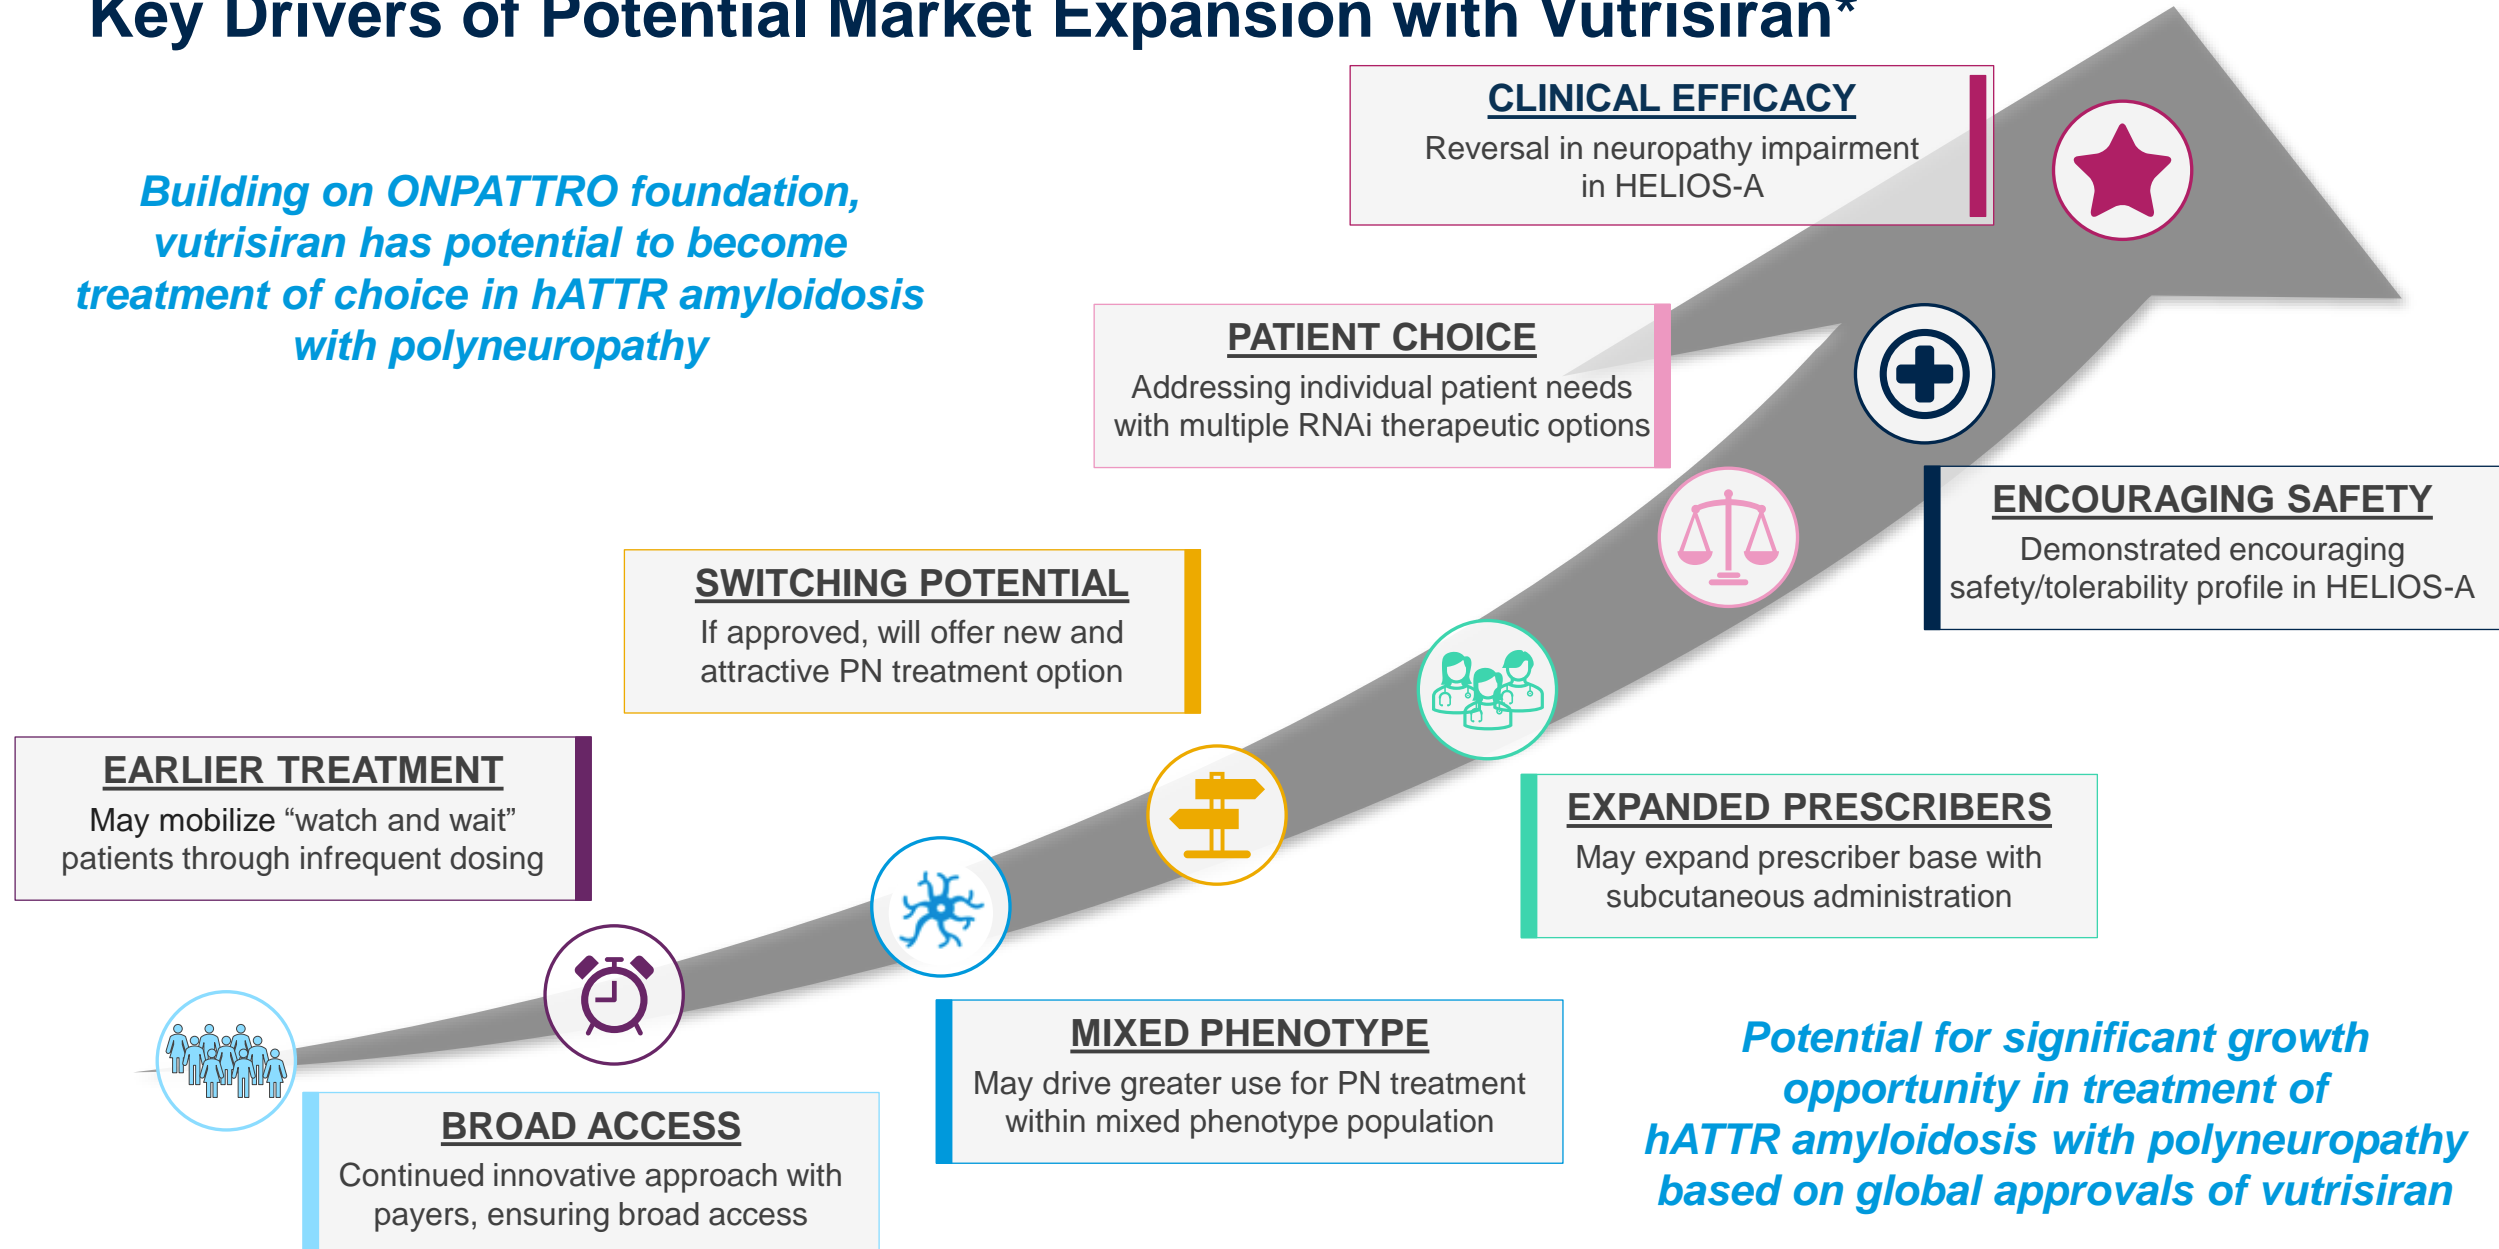 Key Drivers of Potential Market Expansion with Vutrisiran*
Building on ONPATTRO foundation,
vutrisiran has potential to become
treatment of choice in hATTR amyloidosis
with polyneuropathy
CLINICAL EFFICACY
Reversal in neuropathy impairment
in HELIOS-A
PATIENT CHOICE
Addressing individual patient needs
with multiple RNAi therapeutic options
ENCOURAGING SAFETY
Demonstrated encouraging
safety/tolerability profile in HELIOS-A
SWITCHING POTENTIAL
If approved, will offer new and
attractive PN treatment option
EXPANDED PRESCRIBERS
May expand prescriber base with
subcutaneous administration
EARLIER TREATMENT
May mobilize “watch and wait”
patients through infrequent dosing
MIXED PHENOTYPE
May drive greater use for PN treatment
within mixed phenotype population
BROAD ACCESS
Continued innovative approach with
payers, ensuring broad access
Potential for significant growth
opportunity in treatment of
hATTR amyloidosis with polyneuropathy
based on global approvals of vutrisiran